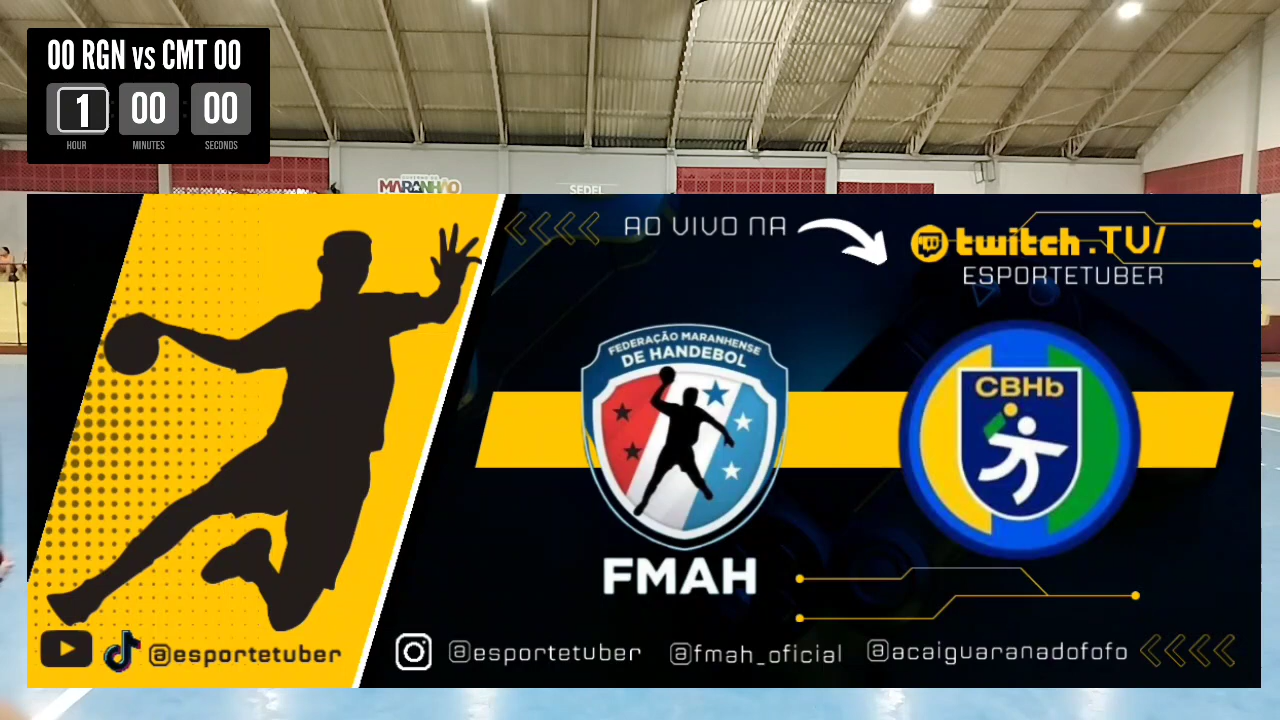 00 RGN vs CMT 00
1 00 00
HOUR MINUTES SECONDS
MARANHÃO
SEDEL
AO VIVO NA
twitch.TV/
ESPORTETUBER
FEDERAÇÃO MARANHENSE
DE HANDEBOL
FMAH
CBHb
@esportetuber
@esportetuber
@fmah_oficial
@acaiguaranadofofo